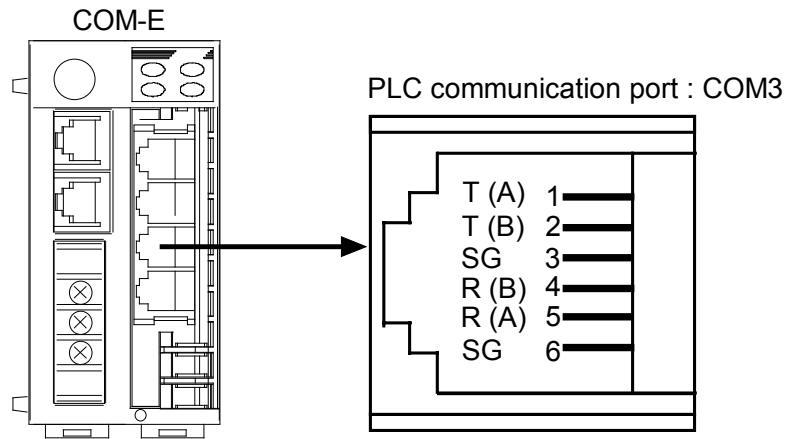 COM-E
PLC communication port : COM3
T (A) 1
T (B) 2
SG 3
R (B) 4
R (A) 5
SG 6